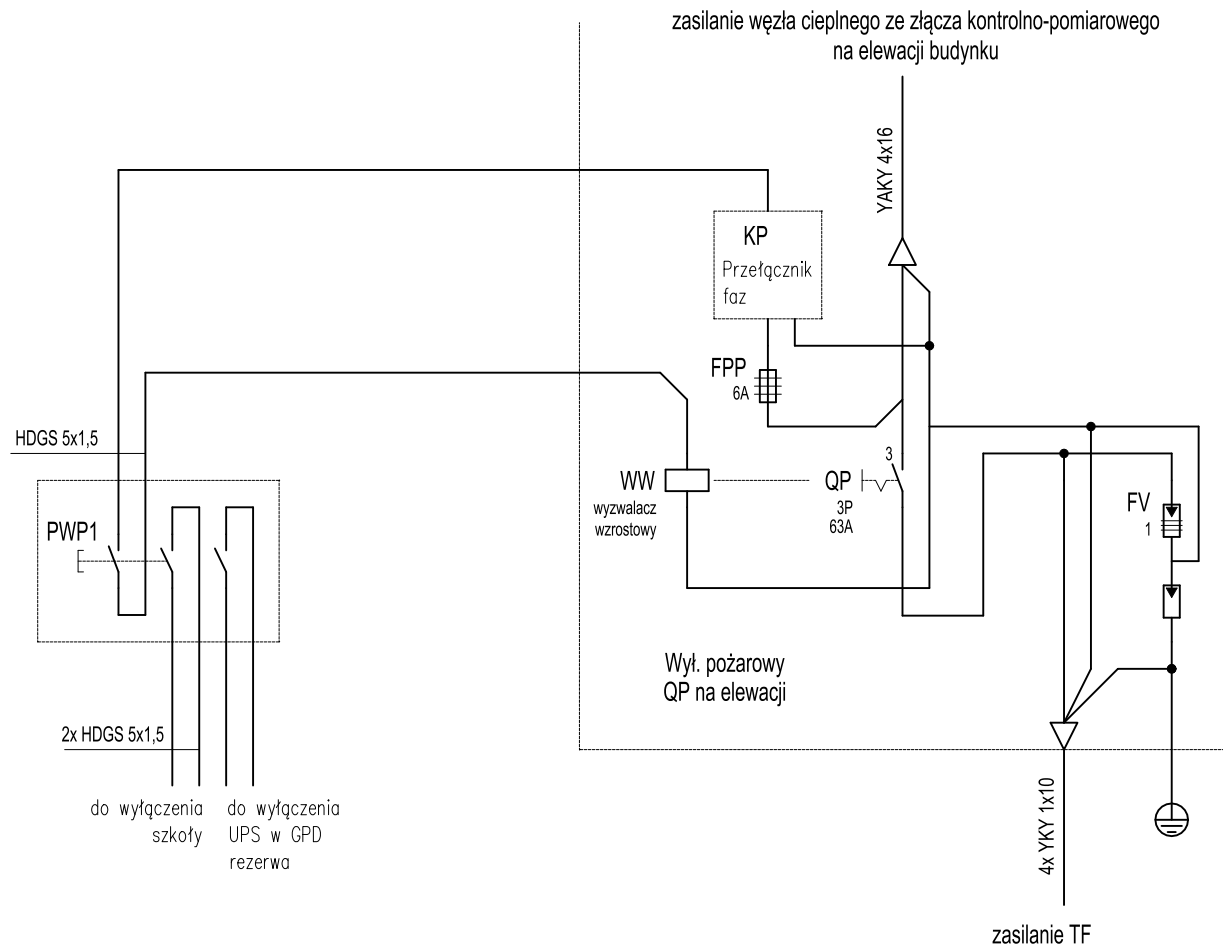 zasilanie węzła cieplnego ze złącza kontrolno-pomiarowego
na elewacji budynku
YAKY 4x16
KP
Przełącznik
faz
FPP
6A
HDGS 5x1,5
PWP1
WW
wyzwalacz
wzrostowy
3
QP
3P
63A
FV
1
Wył. pożarowy
QP na elewacji
2x HDGS 5x1,5
do wyłączenia
szkoły
do wyłączenia
UPS w GPD
rezerwa
4x YKY 1x10
zasilanie TF